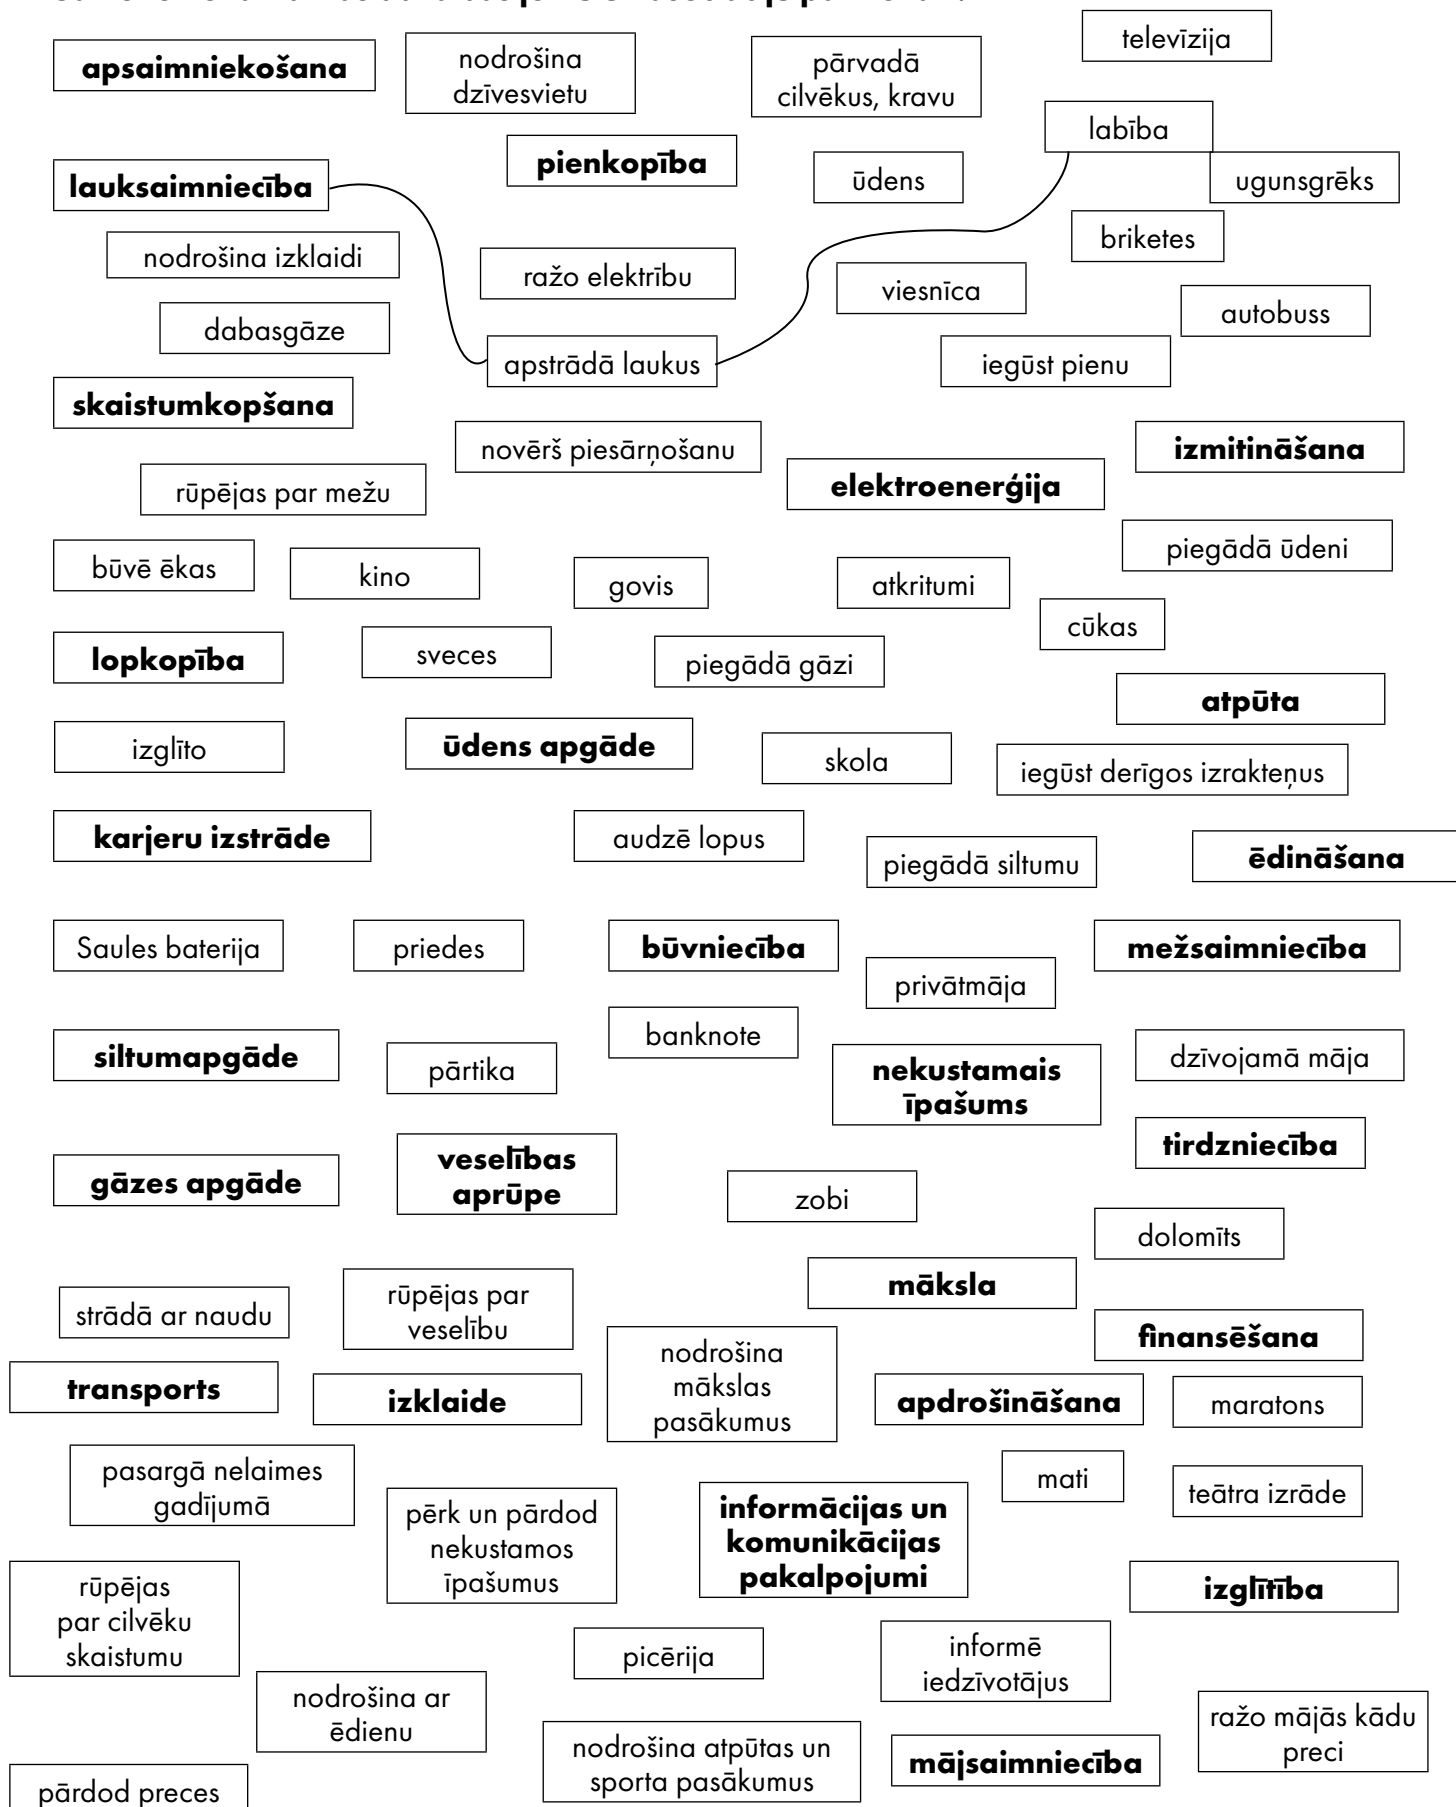 televīzija
apsaimniekošana
nodrošina
dzīvesvietu
pārvadā
cilvēkus, kravu
labība
pienkopība
lauksaimniecība
ūdens
ugunsgrēks
briketes
nodrošina izklaidi
ražo elektrību
viesnīca
autobuss
dabasgāze
apstrādā laukus
iegūst pienu
skaistumkopšana
novērš piesārņošanu
izmitināšana
rūpējas par mežu
elektroenerģija
piegādā ūdeni
būvē ēkas
kino
govis
atkritumi
cūkas
lopkopība
sveces
piegādā gāzi
atpūta
izglīto
ūdens apgāde
skola
iegūst derīgos izrakteņus
karjeru izstrāde
audzē lopus
piegādā siltumu
ēdināšana
Saules baterija
priedes
būvniecība
mežsaimniecība
privātmāja
banknote
siltumapgāde
pārtika
nekustamais
īpašums
dzīvojamā māja
tirdzniecība
gāzes apgāde
veselības
aprūpe
zobi
dolomīts
māksla
strādā ar naudu
rūpējas par
veselību
finansēšana
nodrošina
mākslas
pasākumus
transports
izklaide
apdrošināšana
maratons
pasargā nelaimes
gadījumā
mati
teātra izrāde
pērk un pārdod
nekustamos
īpašumus
informācijas un
komunikācijas
pakalpojumi
rūpējas
par cilvēku
skaistumu
izglītība
picērija
informē
iedzīvotājus
nodrošina ar
ēdienu
ražo mājās kādu
preci
nodrošina atpūtas un
sporta pasākumus
mājsaimniecība
pārdod preces